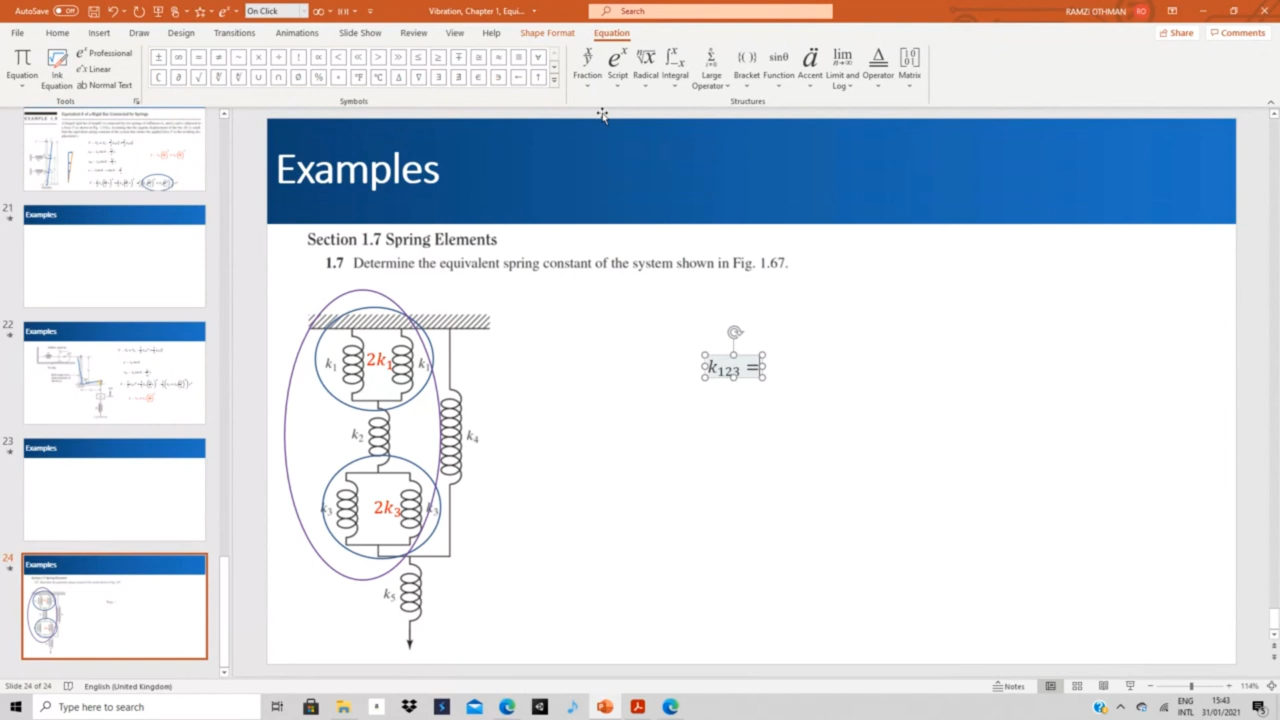 AutoSave Off On Click Vibration, Chapter 1, Equi... Search RAMZI OTHMAN RO
File Home Insert Draw Design Transitions Animations Slide Show Review View Help Shape Format Equation Share Comments
Equation Ink Equation Professional Linear Normal Text Fraction Script Radical Integral Large Operator Bracket Function Accent Limit and Log Operator Matrix
Tools Symbols Structures
21
Examples
22
Examples
23
Examples
24
Examples
Examples
Section 1.7 Spring Elements
1.7 Determine the equivalent spring constant of the system shown in Fig. 1.67.
k₁ 2k₁ k₁
k₁₂₃ =
k₂ k₄
k₃ 2k₃ k₃
k₅
Slide 24 of 24 English (United Kingdom) Notes 114%
Type here to search
ENG INTL 15:43 31/01/2021